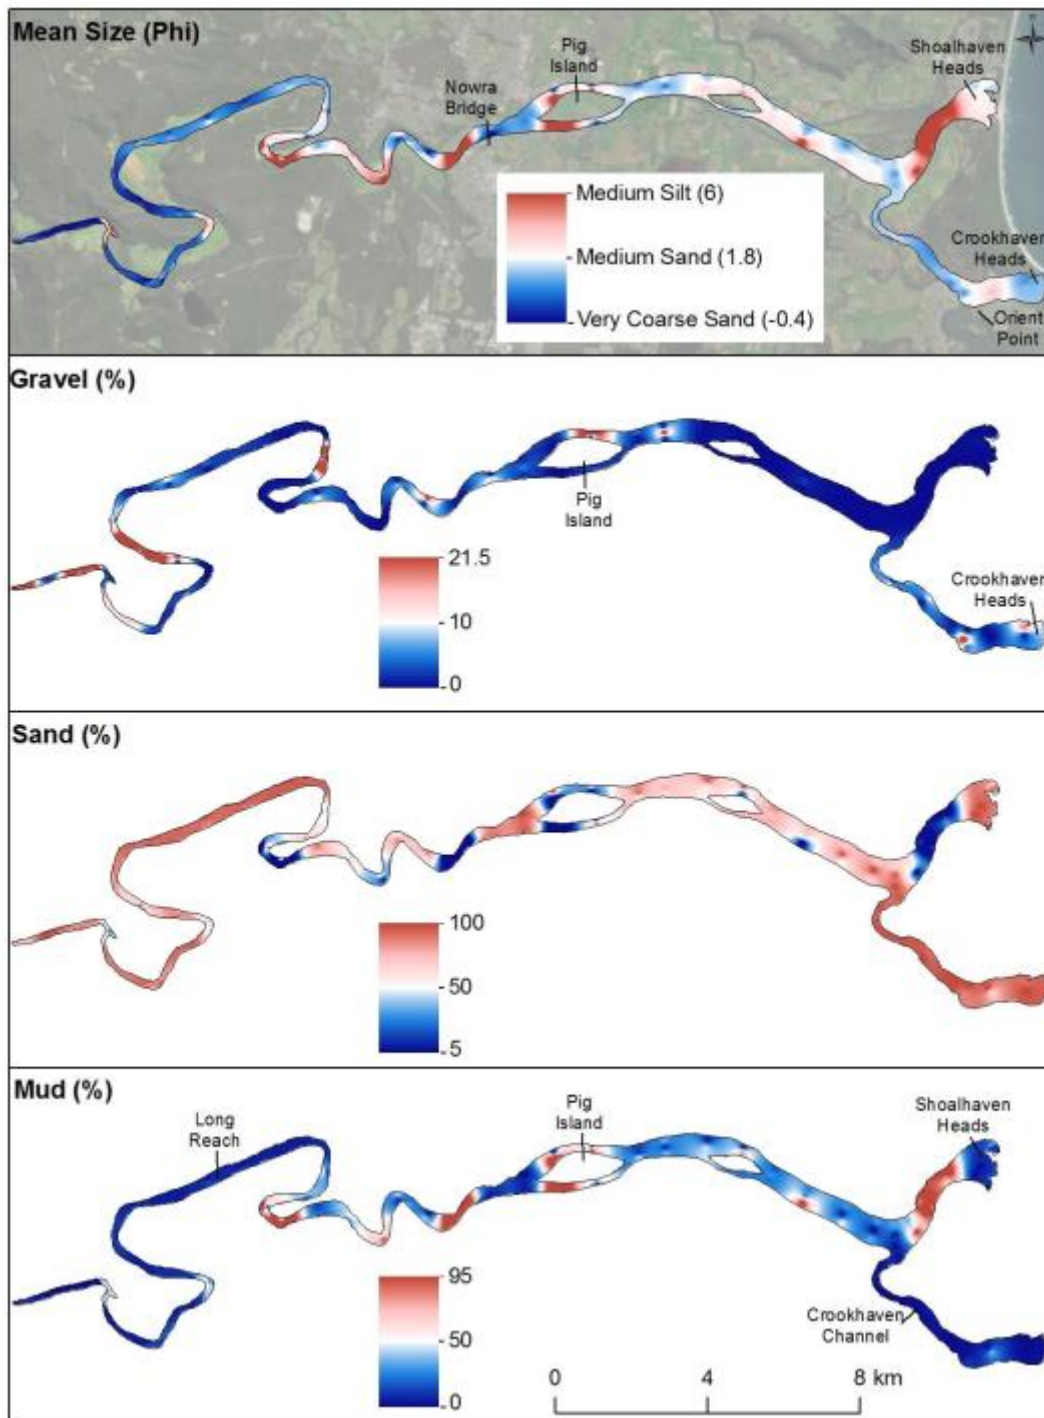 Mean Size (Phi)
Pig
Island
Shoalhaven
Heads
Nowra
Bridge
Medium Silt (6)
Medium Sand (1.8)
Very Coarse Sand (-0.4)
Crookhaven
Heads
Orient
Point
Gravel (%)
Pig
Island
21.5
10
0
Crookhaven
Heads
Sand (%)
100
50
5
Mud (%)
Long
Reach
Pig
Island
Shoalhaven
Heads
95
50
0
Crookhaven
Channel
0 4 8 km